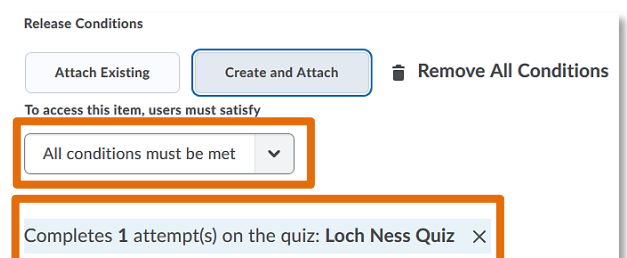 Release Conditions
Attach Existing
Create and Attach
Remove All Conditions
To access this item, users must satisfy
All conditions must be met
Completes 1 attempt(s) on the quiz: Loch Ness Quiz